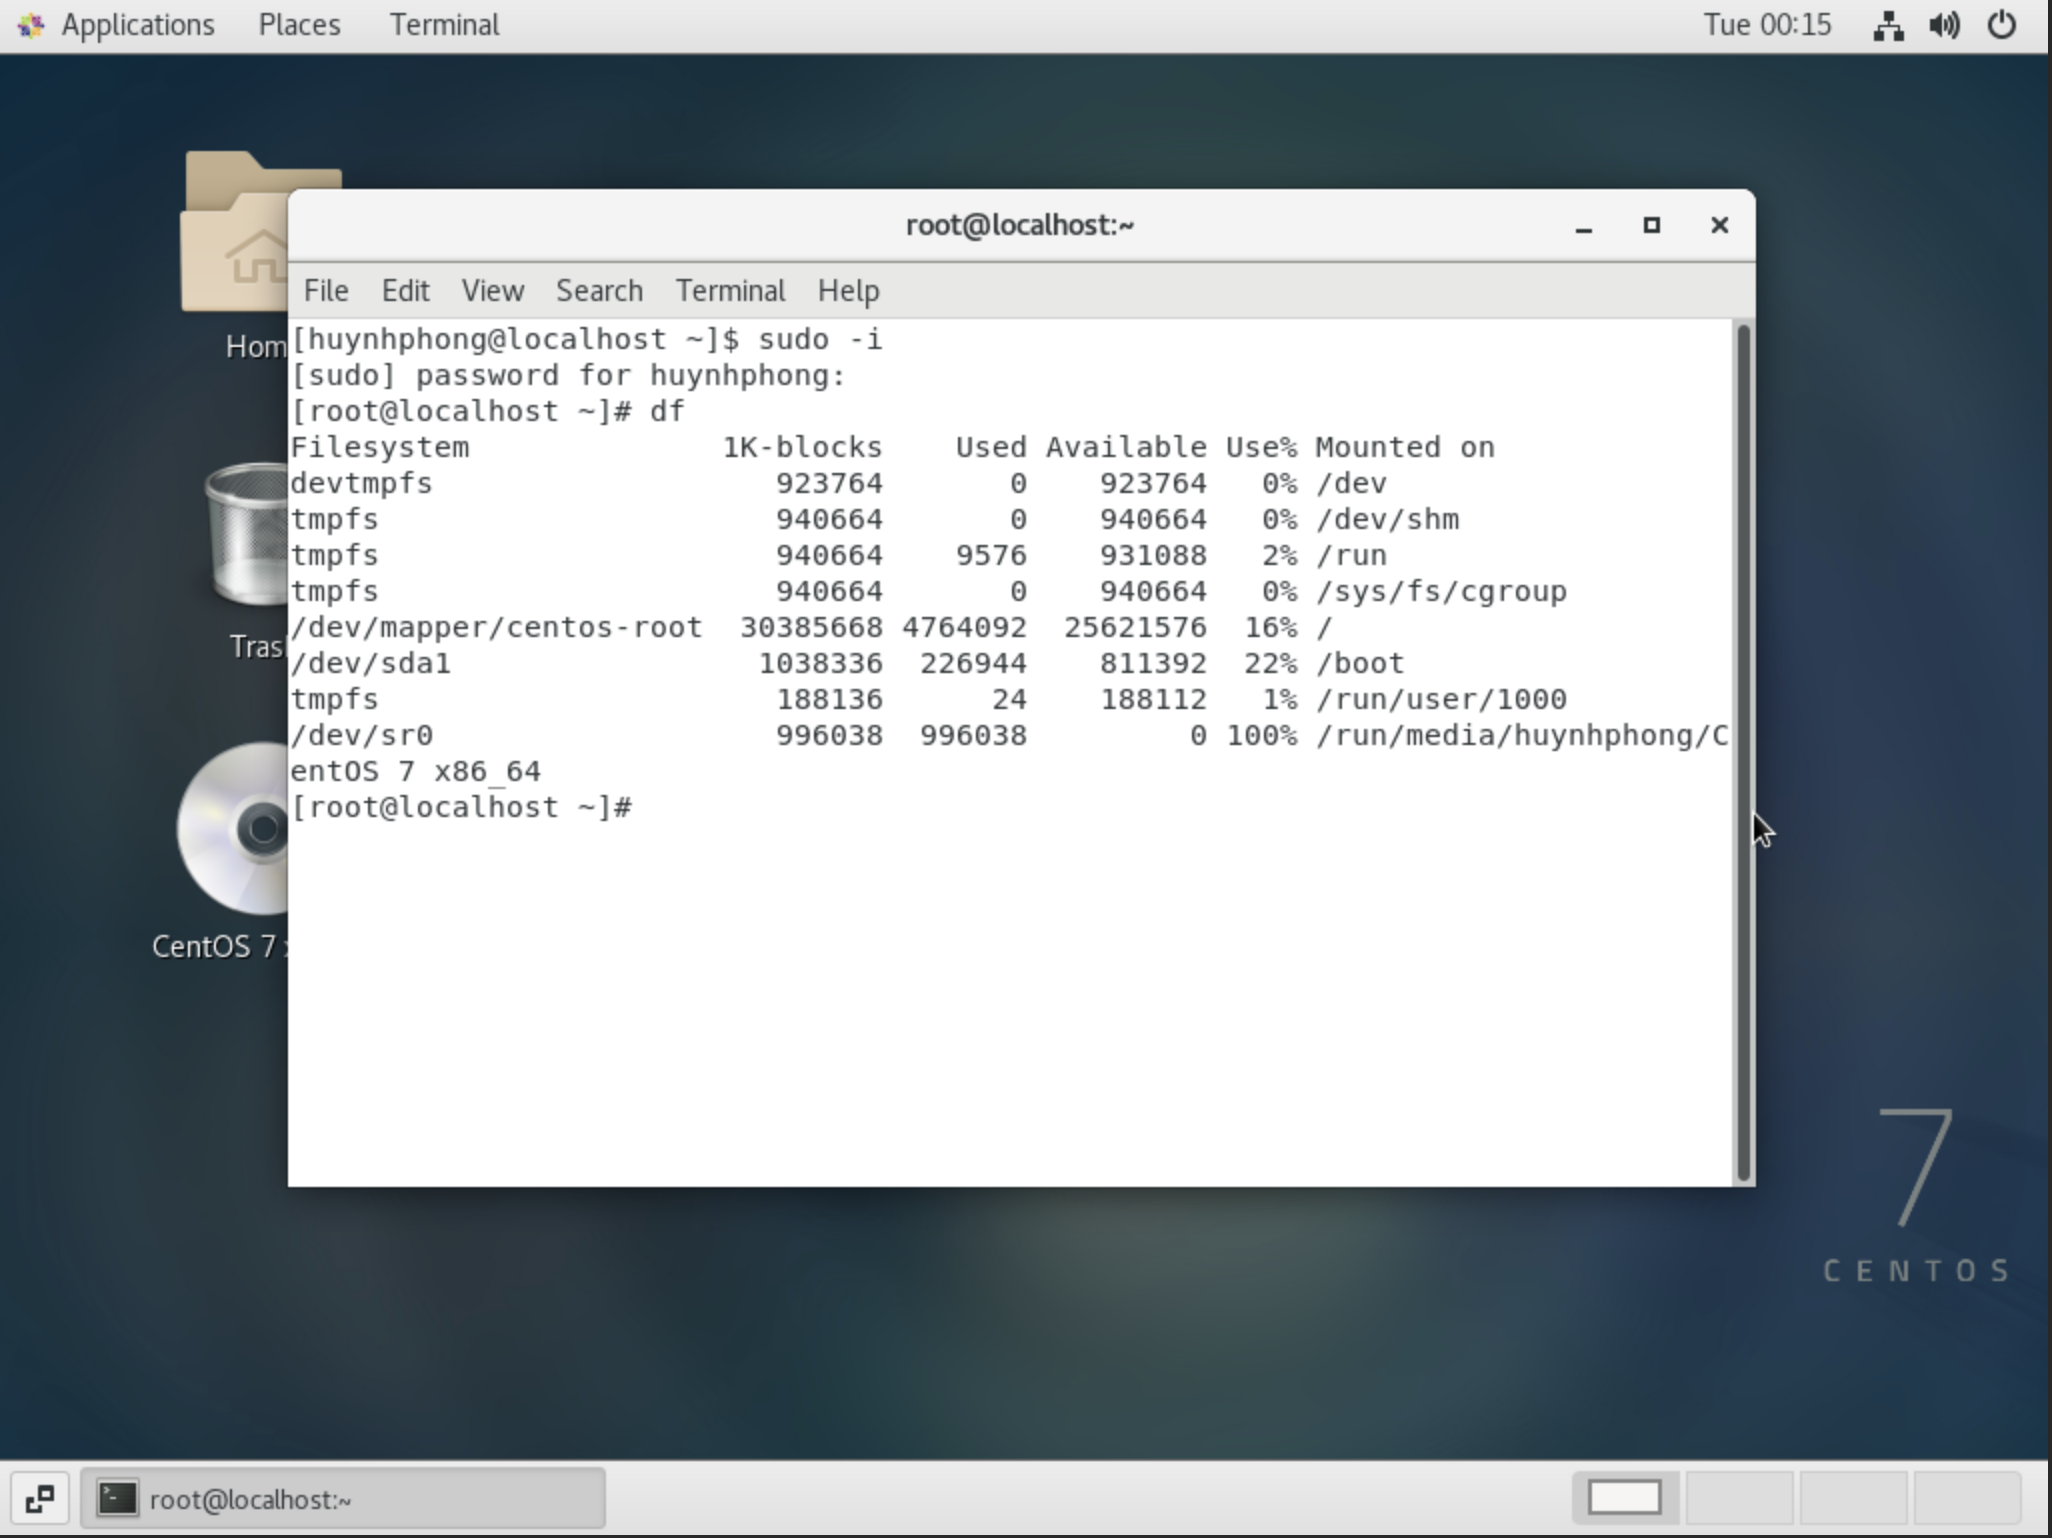 Applications Places Terminal Tue 00:15
root@localhost:~
File Edit View Search Terminal Help
[huynhphong@localhost ~]$ sudo -i
[sudo] password for huynhphong:
[root@localhost ~]# df
Filesystem 1K-blocks Used Available Use% Mounted on
devtmpfs 923764 0 923764 0% /dev
tmpfs 940664 0 940664 0% /dev/shm
tmpfs 940664 9576 931088 2% /run
tmpfs 940664 0 940664 0% /sys/fs/cgroup
/dev/mapper/centos-root 30385668 4764092 25621576 16% /
/dev/sda1 1038336 226944 811392 22% /boot
tmpfs 188136 24 188112 1% /run/user/1000
/dev/sr0 996038 996038 0 100% /run/media/huynhphong/C
entOS 7 x86_64
[root@localhost ~]#
Hom
Tras
CentOS 7 x
7
CENTOS
root@localhost:~